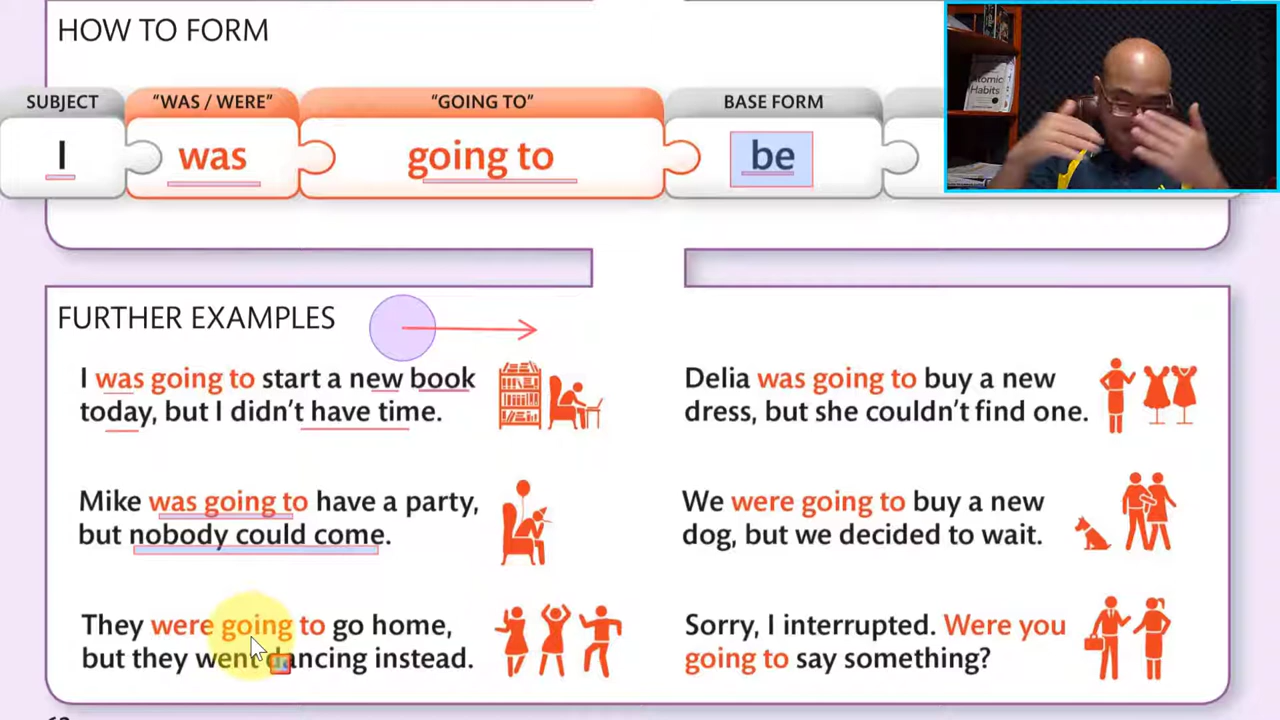 HOW TO FORM
SUBJECT
"WAS / WERE"
"GOING TO"
BASE FORM
I
was
going to
be
Atomic
Habits
FURTHER EXAMPLES
I was going to start a new book
today, but I didn't have time.
Mike was going to have a party,
but nobody could come.
They were going to go home,
but they went dancing instead.
Delia was going to buy a new
dress, but she couldn't find one.
We were going to buy a new
dog, but we decided to wait.
Sorry, I interrupted. Were you
going to say something?